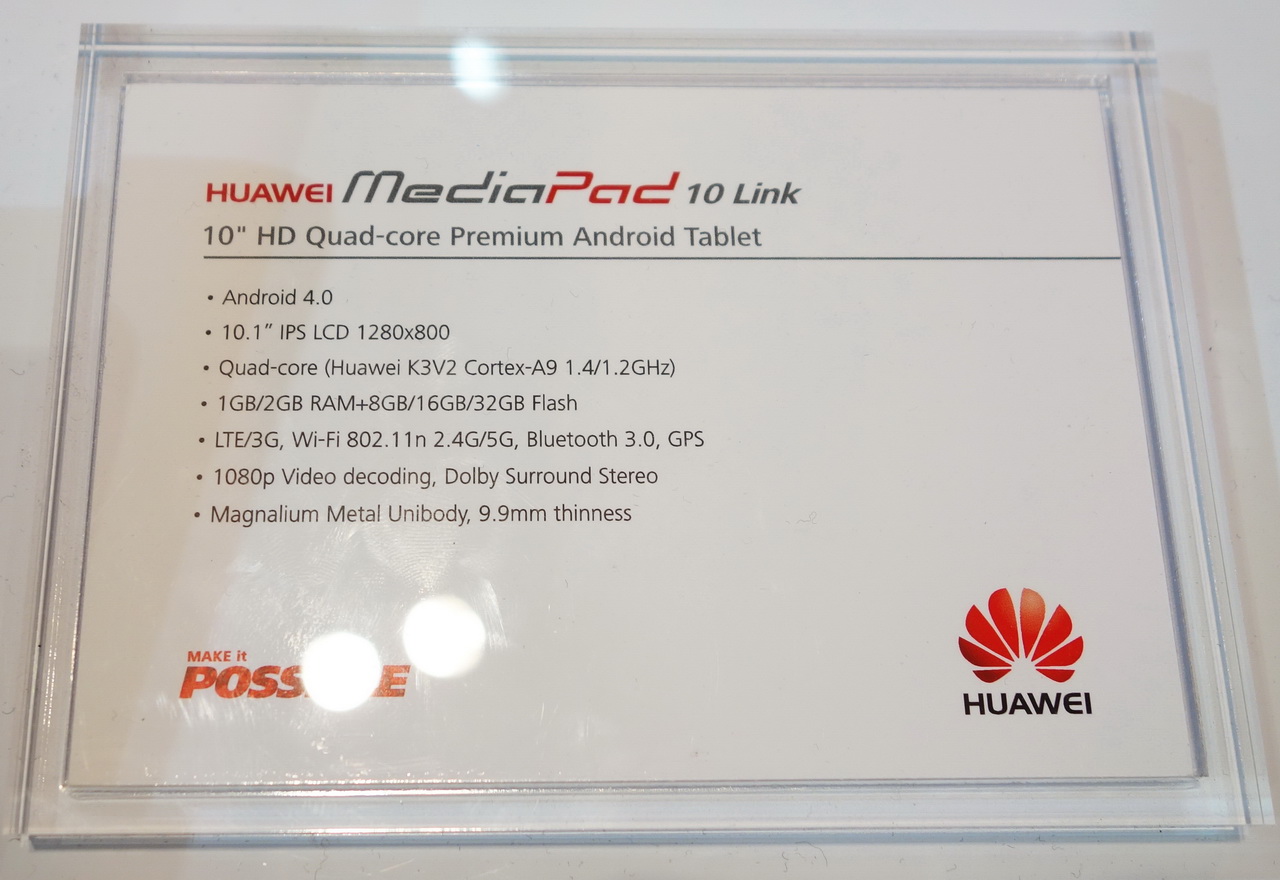 HUAWEI MediaPad 10 Link
10" HD Quad-core Premium Android Tablet
• Android 4.0
• 10.1” IPS LCD 1280x800
• Quad-core (Huawei K3V2 Cortex-A9 1.4/1.2GHz)
• 1GB/2GB RAM+8GB/16GB/32GB Flash
• LTE/3G, Wi-Fi 802.11n 2.4G/5G, Bluetooth 3.0, GPS
• 1080p Video decoding, Dolby Surround Stereo
• Magnalium Metal Unibody, 9.9mm thinness
MAKE it
HUAWEI